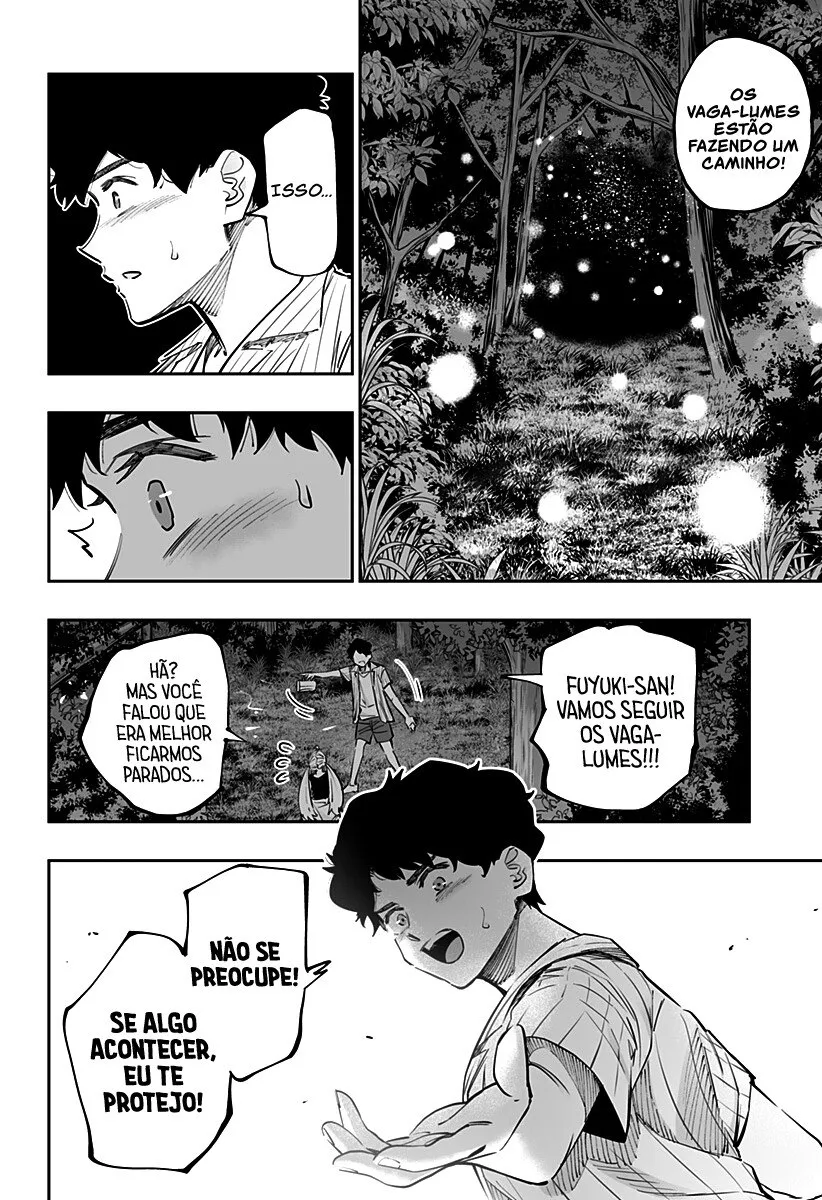 OS
VAGA-LUMES
ESTÃO
FAZENDO UM
CAMINHO!
ISSO...
FUYUKI-SAN!
VAMOS SEGUIR
OS VAGA-
LUMES!!!
HÃ?
MAS VOCÊ
FALOU QUE
ERA MELHOR
FICARMOS
PARADOS...
NÃO SE
PREOCUPE!
SE ALGO
ACONTECER,
EU TE
PROTEJO!